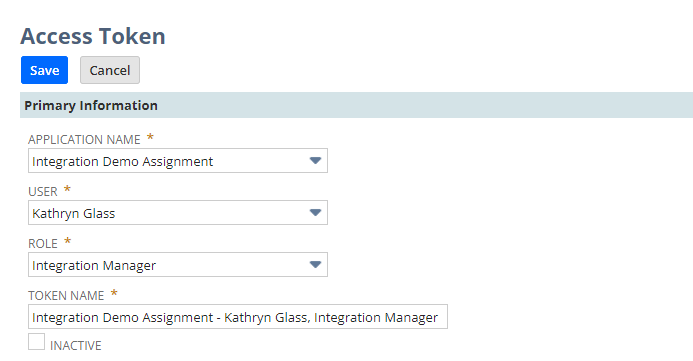 Access Token
Save Cancel
Primary Information
APPLICATION NAME *
Integration Demo Assignment
USER *
Kathryn Glass
ROLE *
Integration Manager
TOKEN NAME *
Integration Demo Assignment - Kathryn Glass, Integration Manager
INACTIVE